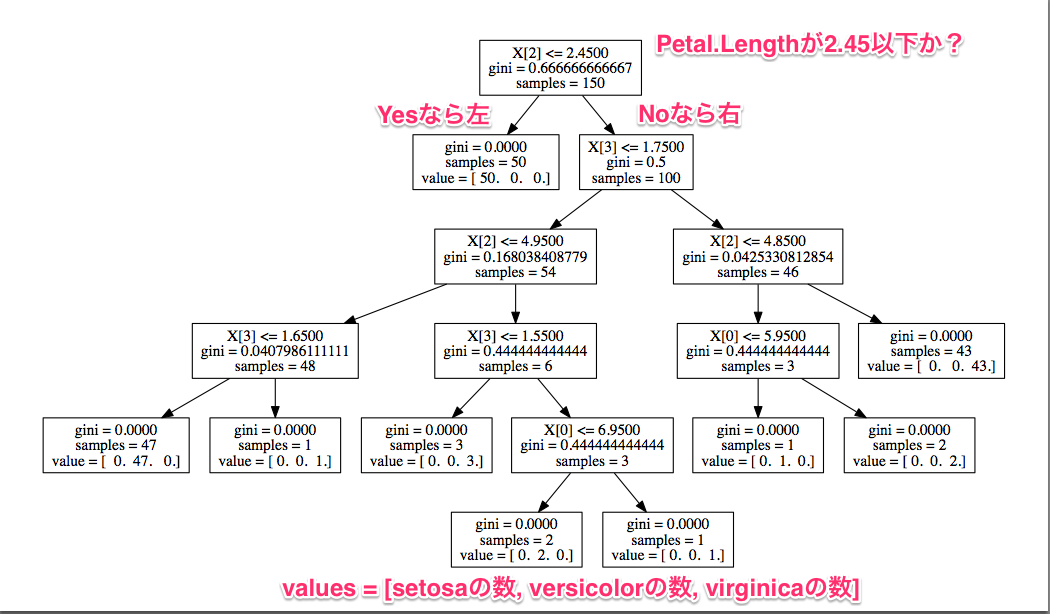 Petal.Lengthが2.45以下か？
X[2] <= 2.4500
gini = 0.666666666667
samples = 150
Yesなら左
Noなら右
gini = 0.0000
samples = 50
value = [ 50. 0. 0.]
X[3] <= 1.7500
gini = 0.5
samples = 100
X[2] <= 4.9500
gini = 0.168038408779
samples = 54
X[2] <= 4.8500
gini = 0.0425330812854
samples = 46
X[3] <= 1.6500
gini = 0.0407986111111
samples = 48
X[3] <= 1.5500
gini = 0.444444444444
samples = 6
X[0] <= 5.9500
gini = 0.444444444444
samples = 3
gini = 0.0000
samples = 43
value = [ 0. 0. 43.]
gini = 0.0000
samples = 47
value = [ 0. 47. 0.]
gini = 0.0000
samples = 1
value = [ 0. 0. 1.]
gini = 0.0000
samples = 3
value = [ 0. 0. 3.]
X[0] <= 6.9500
gini = 0.444444444444
samples = 3
gini = 0.0000
samples = 1
value = [ 0. 1. 0.]
gini = 0.0000
samples = 2
value = [ 0. 0. 2.]
gini = 0.0000
samples = 2
value = [ 0. 2. 0.]
gini = 0.0000
samples = 1
value = [ 0. 0. 1.]
values = [setosaの数, versicolorの数, virginicaの数]